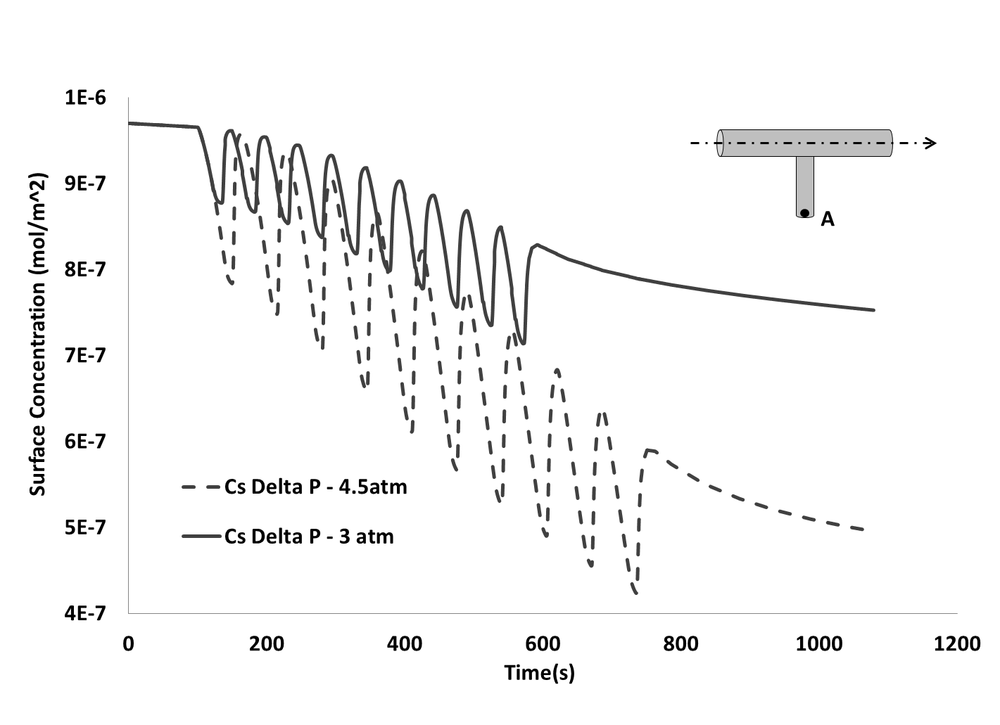 1E-6
9E-7
8E-7
7E-7
6E-7
5E-7
4E-7
Surface Concentration (mol/m^2)
A
Cs Delta P - 4.5atm
Cs Delta P - 3 atm
0 200 400 600 800 1000 1200
Time(s)